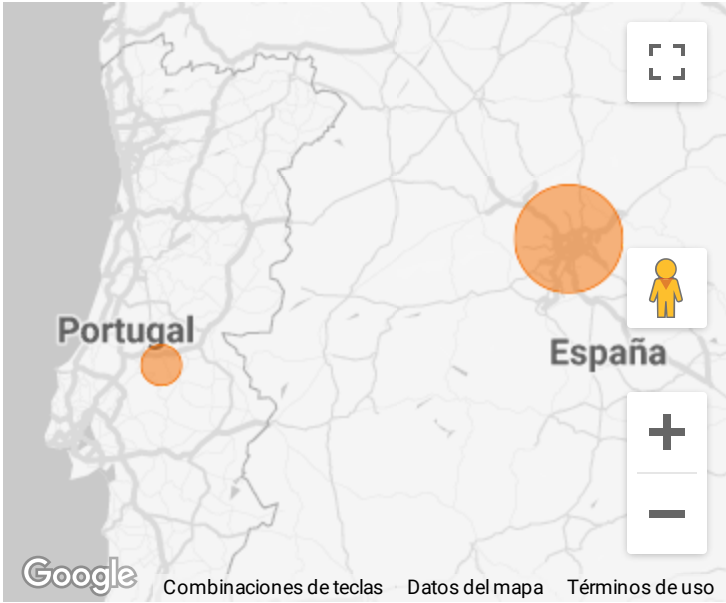 Portugal
España
Google
Combinaciones de teclas Datos del mapa Términos de uso